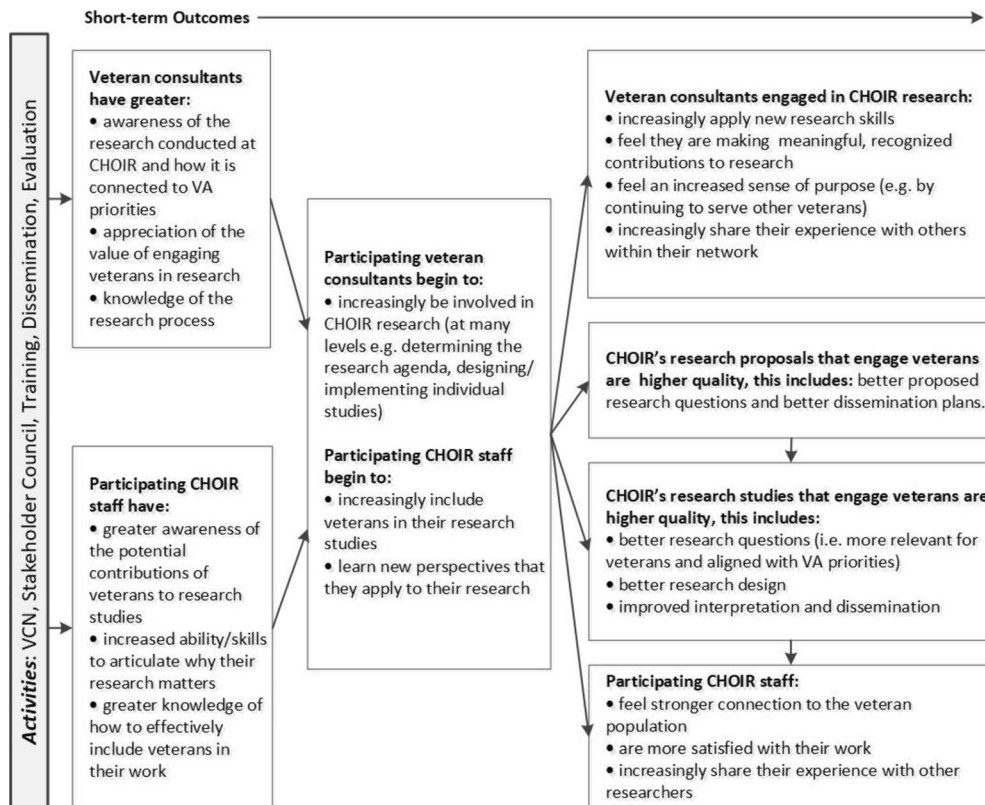 Short-term Outcomes
Activities: VCN, Stakeholder Council, Training, Dissemination, Evaluation
Veteran consultants
have greater:
• awareness of the
research conducted at
CHOIR and how it is
connected to VA
priorities
• appreciation of the
value of engaging
veterans in research
• knowledge of the
research process
Participating CHOIR
staff have:
• greater awareness of
the potential
contributions of
veterans to research
studies
• increased ability/skills
to articulate why their
research matters
• greater knowledge of
how to effectively
include veterans in
their work
Participating veteran
consultants begin to:
• increasingly be involved in
CHOIR research (at many
levels e.g. determining the
research agenda, designing/
implementing individual
studies)
Participating CHOIR staff
begin to:
• increasingly include
veterans in their research
studies
• learn new perspectives that
they apply to their research
Veteran consultants engaged in CHOIR research:
• increasingly apply new research skills
• feel they are making meaningful, recognized
contributions to research
• feel an increased sense of purpose (e.g. by
continuing to serve other veterans)
• increasingly share their experience with others
within their network
CHOIR's research proposals that engage veterans
are higher quality, this includes: better proposed
research questions and better dissemination plans.
CHOIR's research studies that engage veterans are
higher quality, this includes:
• better research questions (i.e. more relevant for
veterans and aligned with VA priorities)
• better research design
• improved interpretation and dissemination
Participating CHOIR staff:
• feel stronger connection to the veteran
population
• are more satisfied with their work
• increasingly share their experience with other
researchers